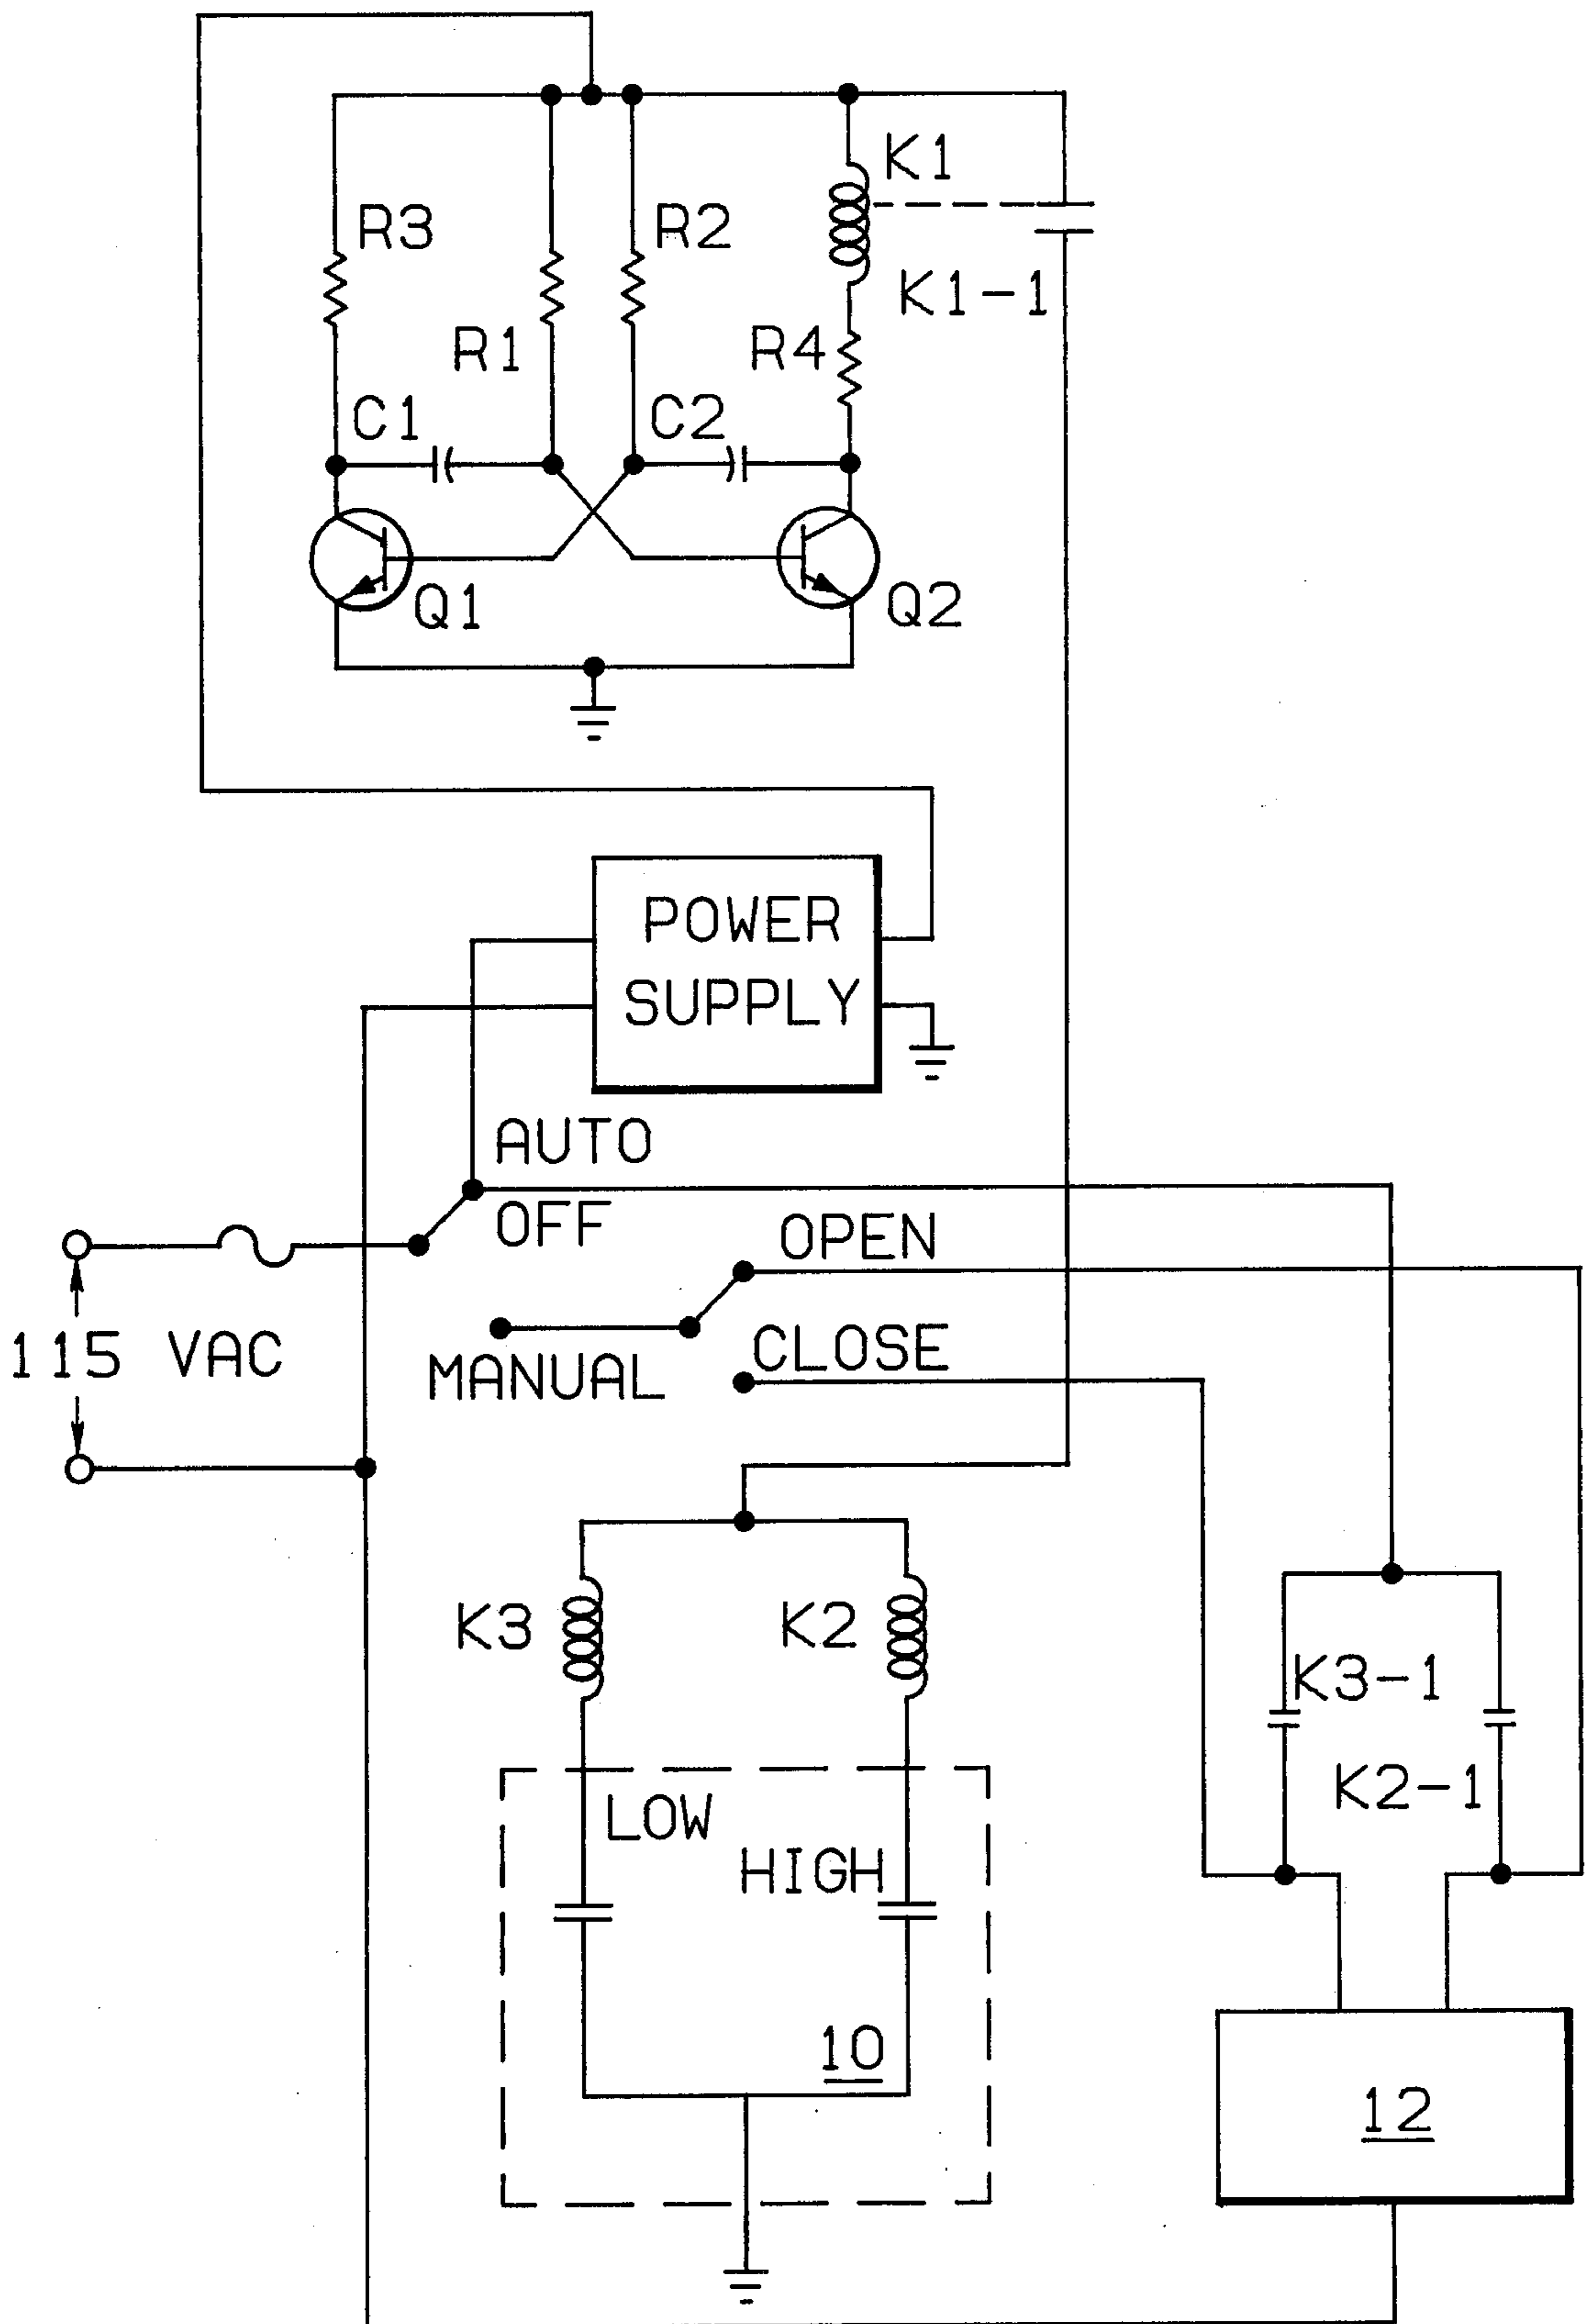 K1
R3
R2
K1-1
R1
R4
C1
C2
Q1
Q2
POWER
SUPPLY
AUTO
OFF
OPEN
115 VAC
MANUAL
CLOSE
K3
K2
K3-1
K2-1
LOW
HIGH
10
12